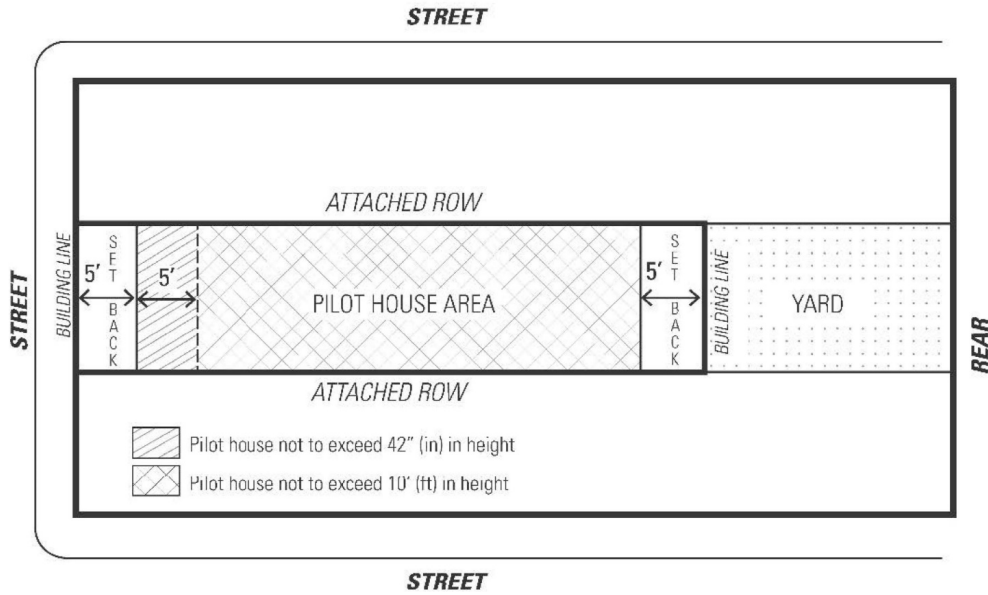 STREET
ATTACHED ROW
STREET
BUILDING LINE
SET BACK
5'
5'
PILOT HOUSE AREA
5'
SET BACK
BUILDING LINE
YARD
REAR
ATTACHED ROW
Pilot house not to exceed 42" (in) in height
Pilot house not to exceed 10' (ft) in height
STREET